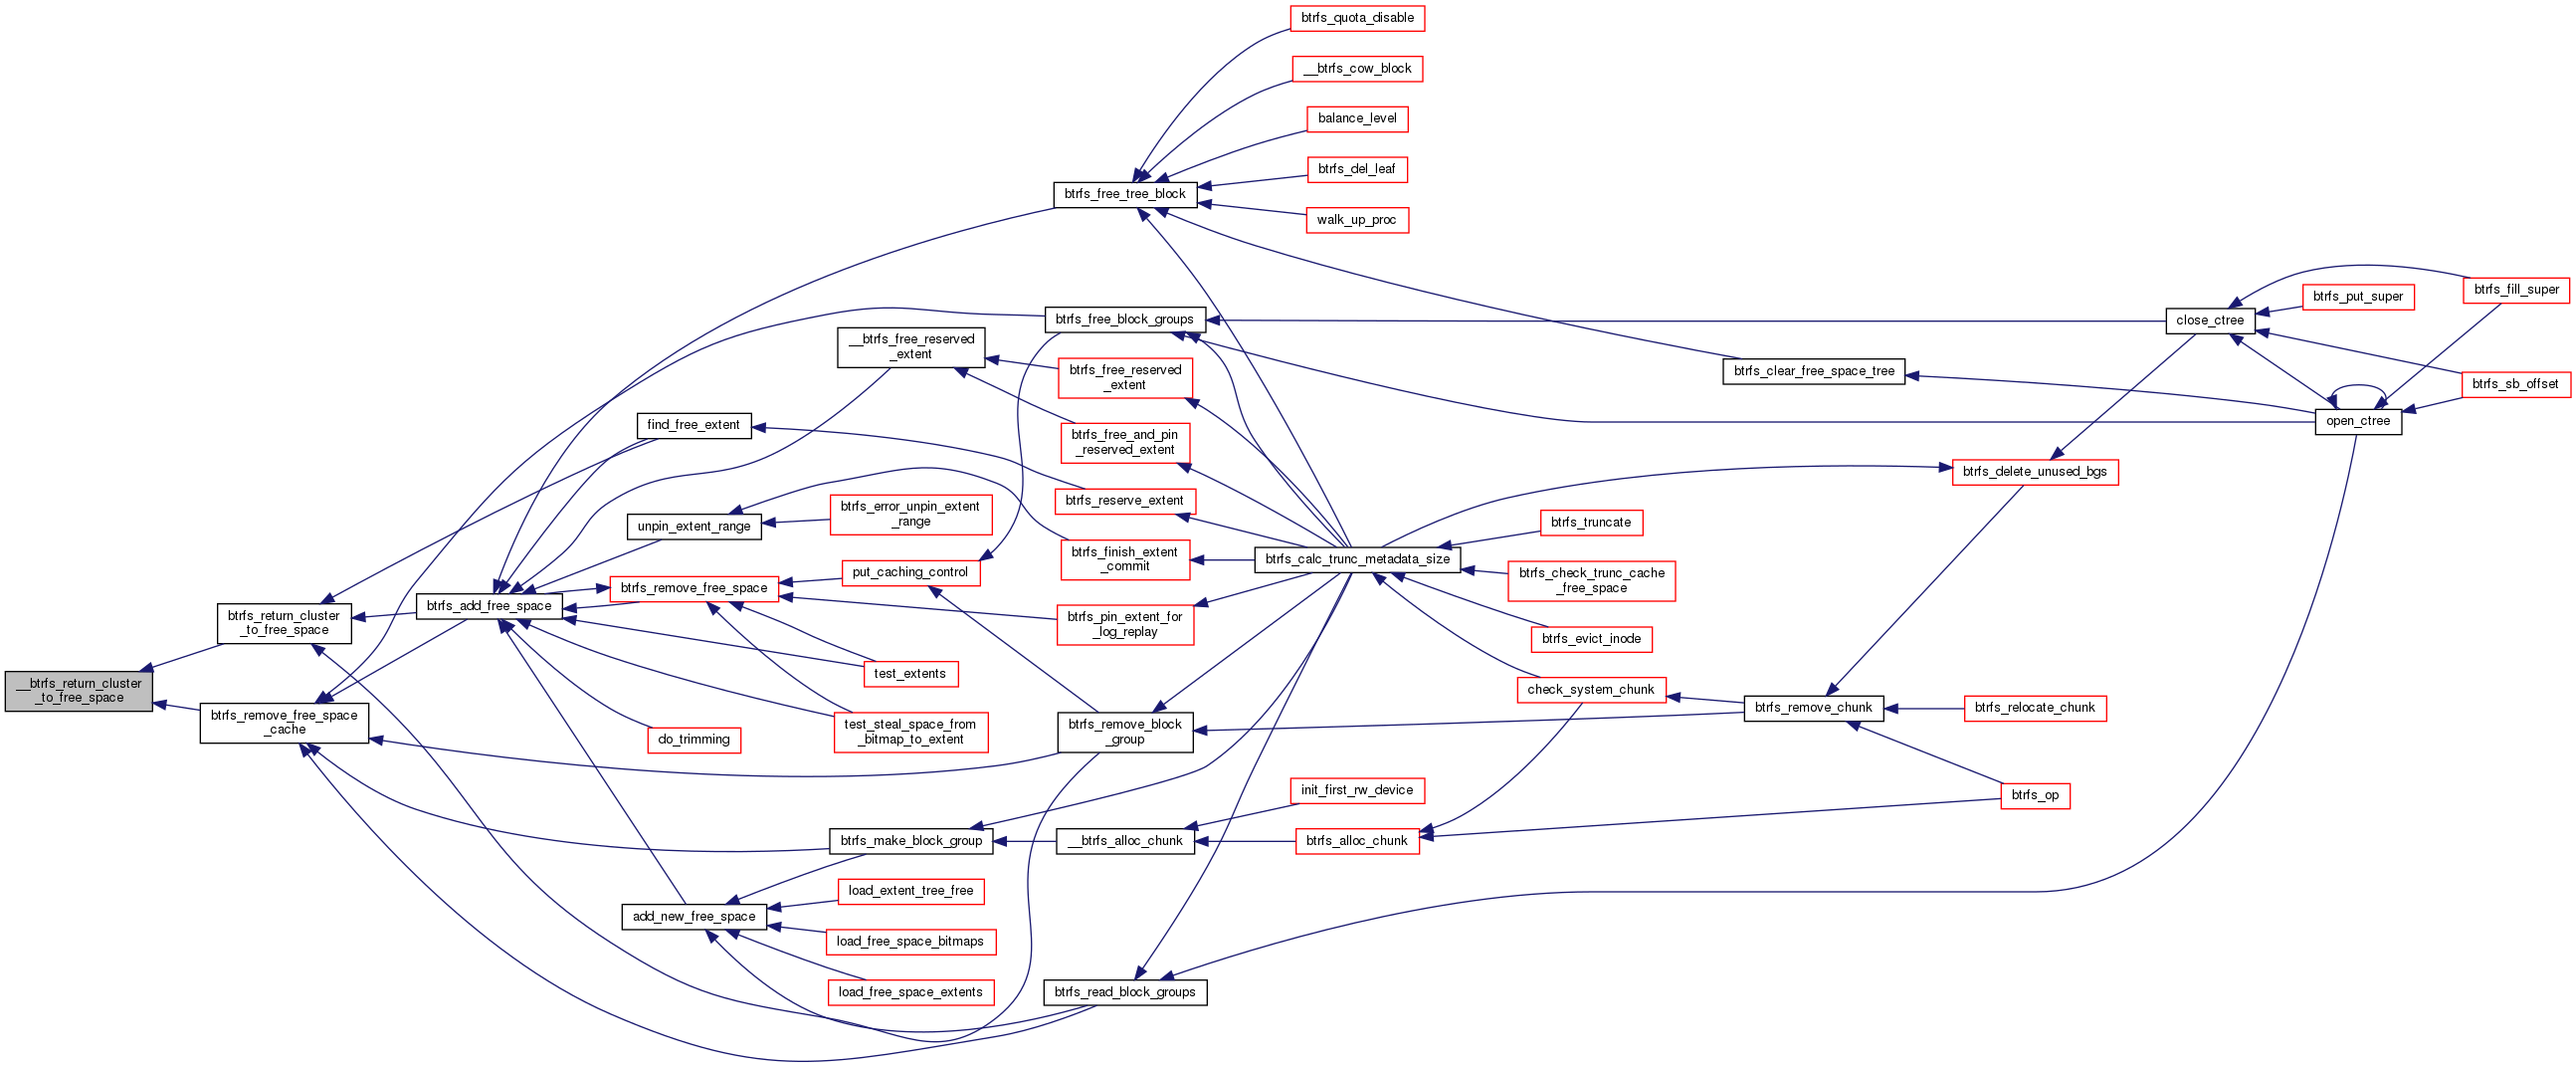 btrfs_quota_disable
__btrfs_cow_block
balance_level
btrfs_del_leaf
btrfs_free_tree_block
walk_up_proc
btrfs_fill_super
btrfs_put_super
btrfs_free_block_groups
close_ctree
__btrfs_free_reserved
_extent
btrfs_free_reserved
_extent
btrfs_clear_free_space_tree
btrfs_sb_offset
find_free_extent
open_ctree
btrfs_free_and_pin
_reserved_extent
btrfs_delete_unused_bgs
btrfs_reserve_extent
btrfs_error_unpin_extent
_range
unpin_extent_range
btrfs_truncate
btrfs_finish_extent
_commit
btrfs_calc_trunc_metadata_size
put_caching_control
btrfs_check_trunc_cache
_free_space
btrfs_remove_free_space
btrfs_add_free_space
btrfs_return_cluster
_to_free_space
btrfs_pin_extent_for
_log_replay
btrfs_evict_inode
test_extents
__btrfs_return_cluster
_to_free_space
check_system_chunk
btrfs_remove_free_space
_cache
btrfs_remove_chunk
btrfs_relocate_chunk
do_trimming
test_steal_space_from
_bitmap_to_extent
btrfs_remove_block
_group
init_first_rw_device
btrfs_op
btrfs_make_block_group
__btrfs_alloc_chunk
btrfs_alloc_chunk
load_extent_tree_free
add_new_free_space
load_free_space_bitmaps
load_free_space_extents
btrfs_read_block_groups